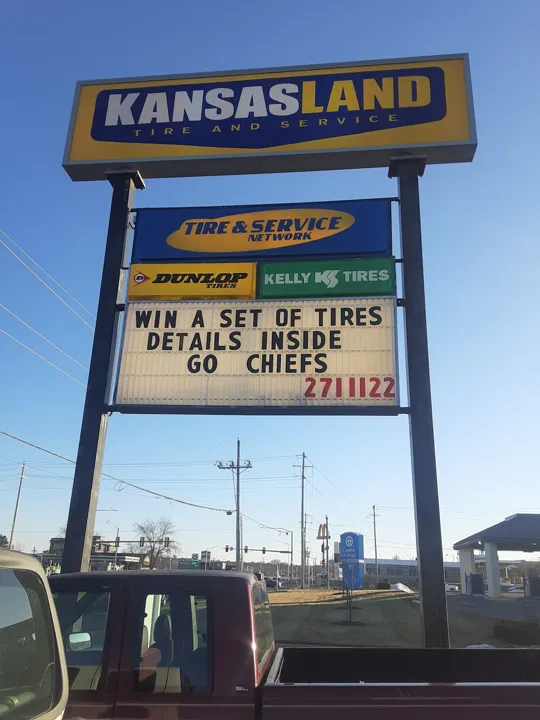 KANSASLAND
TIRE AND SERVICE
TIRE & SERVICE
NETWORK
DUNLOP
TIRES
KELLY TIRES
WIN A SET OF TIRES
DETAILS INSIDE
GO CHIEFS
2711122